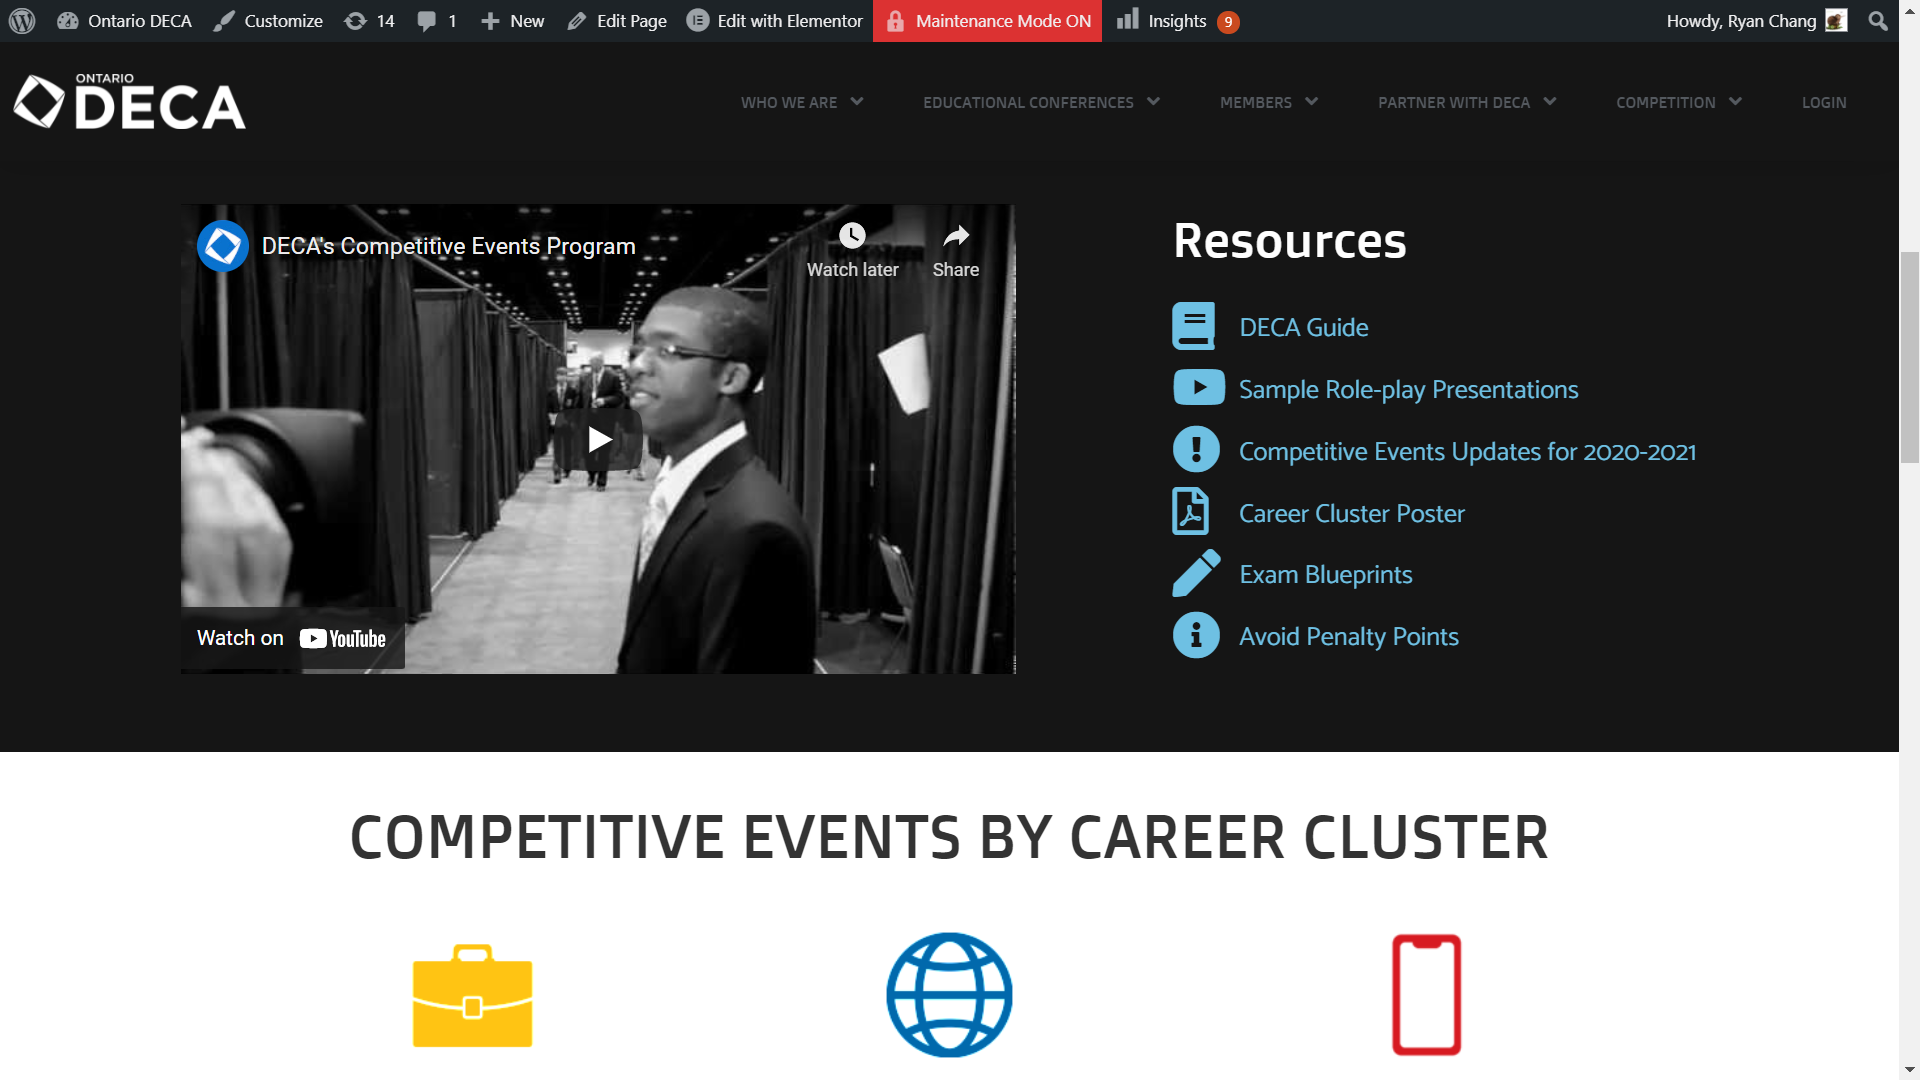 Ontario DECA Customize 14 1 New Edit Page Edit with Elementor Maintenance Mode ON Insights 9 Howdy, Ryan Chang
ONTARIO
DECA
WHO WE ARE EDUCATIONAL CONFERENCES MEMBERS PARTNER WITH DECA COMPETITION LOGIN
DECA's Competitive Events Program
Watch later Share
Watch on YouTube
Resources
DECA Guide
Sample Role-play Presentations
Competitive Events Updates for 2020-2021
Career Cluster Poster
Exam Blueprints
Avoid Penalty Points
COMPETITIVE EVENTS BY CAREER CLUSTER